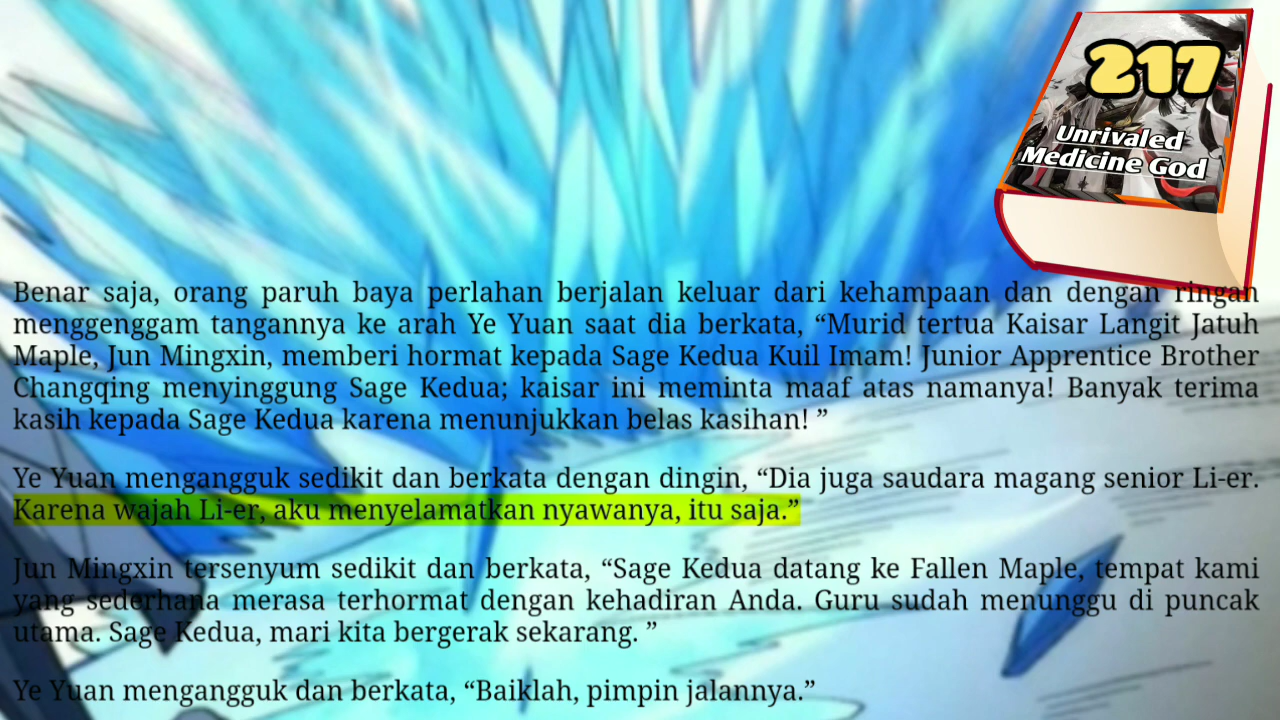 217
Unrivaled
Medicine God
Benar saja, orang paruh baya perlahan berjalan keluar dari kehampaan dan dengan ringan
menggenggam tangannya ke arah Ye Yuan saat dia berkata, “Murid tertua Kaisar Langit Jatuh
Maple, Jun Mingxin, memberi hormat kepada Sage Kedua Kuil Imam! Junior Apprentice Brother
Changqing menyinggung Sage Kedua; kaisar ini meminta maaf atas namanya! Banyak terima
kasih kepada Sage Kedua karena menunjukkan belas kasihan! ”
Ye Yuan mengangguk sedikit dan berkata dengan dingin, “Dia juga saudara magang senior Li-er.
Karena wajah Li-er, aku menyelamatkan nyawanya, itu saja.”
Jun Mingxin tersenyum sedikit dan berkata, “Sage Kedua datang ke Fallen Maple, tempat kami
yang sederhana merasa terhormat dengan kehadiran Anda. Guru sudah menunggu di puncak
utama. Sage Kedua, mari kita bergerak sekarang. ”
Ye Yuan mengangguk dan berkata, “Baiklah, pimpin jalannya.”